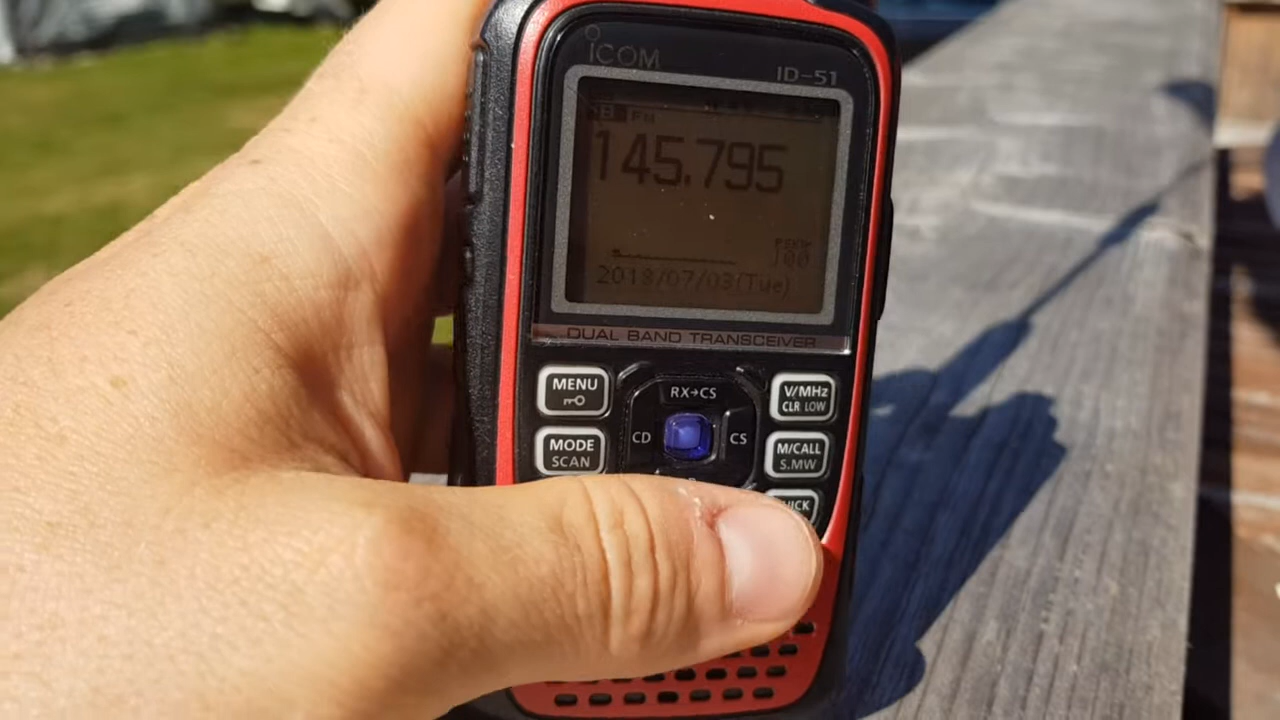 ICOM
ID-51
B FM
145.795
100
2018/07/03(Tue)
DUAL BAND TRANSCEIVER
MENU
RX→CS
V/MHz
CLR LOW
CD
CS
MODE
SCAN
M/CALL
S.MW